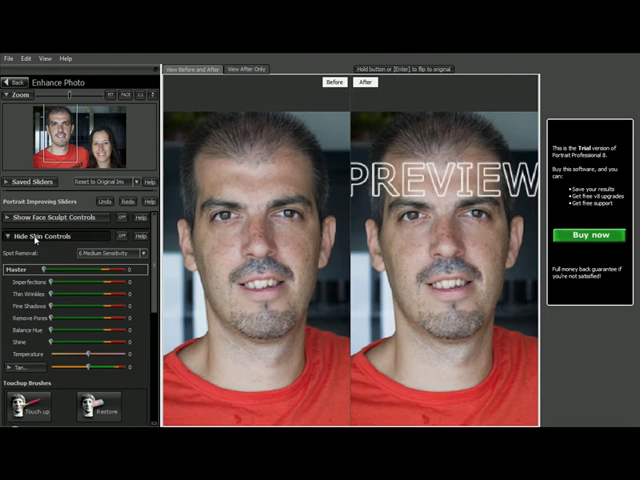 File Edit View Help
Back Enhance Photo
View Before and After View After Only Hold button or [Enter] to flip to original.
Zoom FIT FACE 1:1
Before After
Saved Sliders Reset to Original Ima Help
Portrait Improving Sliders Undo Redo Help
Show Face Sculpt Controls Off Help
Hide Skin Controls Off Help
Spot Removal: 6 Medium Sensitivity
Master 0
Imperfections 0
Thin Wrinkles 0
Fine Shadows 0
Remove Pores 0
Balance Hue 0
Shine 0
Temperature 0
Tan... 0
Touchup Brushes
Touch up Restore
PREVIEW
This is the Trial version of
Portrait Professional 8.
Buy this software, and you
can:
• Save your results
• Get free v8 upgrades
• Get free support
Buy now
Full money back guarantee if
you're not satisfied!